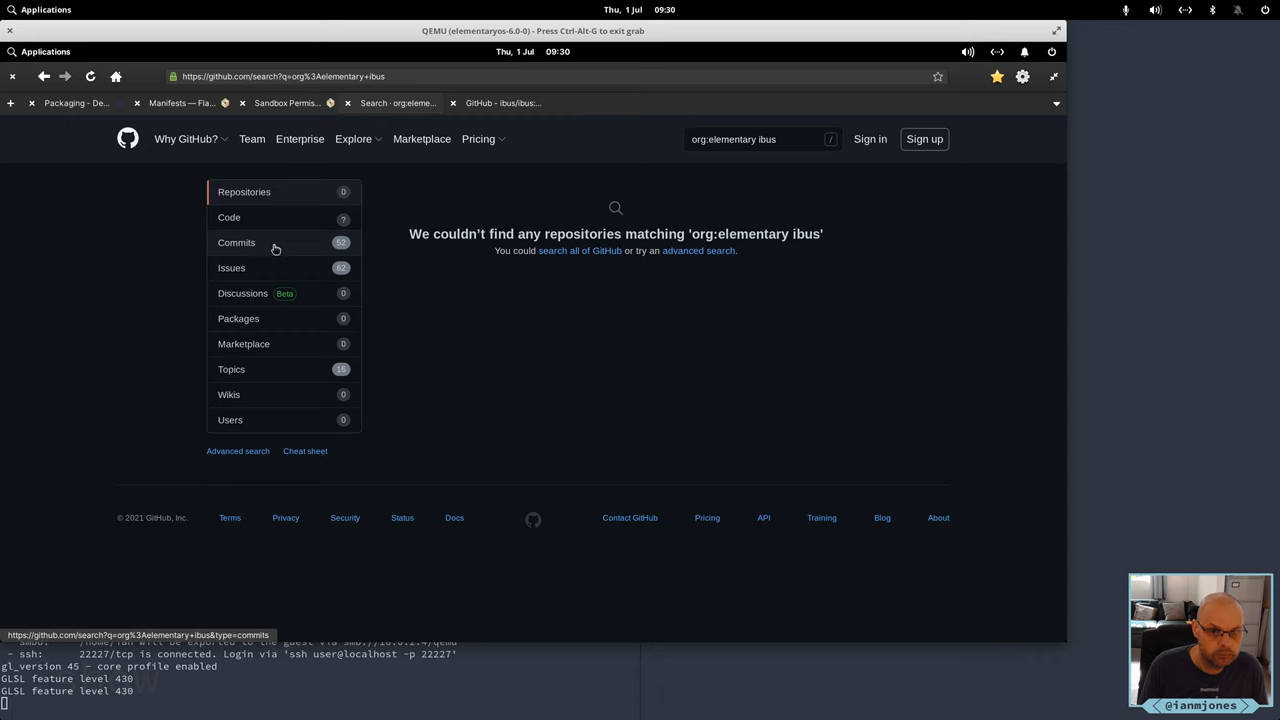 Applications
Thu, 1 Jul 09:30
QEMU (elementaryos-6.0-0) - Press Ctrl-Alt-G to exit grab
Applications
Thu, 1 Jul 09:30
https://github.com/search?q=org%3Aelementary+ibus
Packaging - De...
Manifests — Fla...
Sandbox Permis...
Search · org:eleme...
GitHub - ibus/ibus:...
Why GitHub?
Team
Enterprise
Explore
Marketplace
Pricing
org:elementary ibus
/
Sign in
Sign up
Repositories 0
Code ?
Commits 52
Issues 62
Discussions Beta 0
Packages 0
Marketplace 0
Topics 16
Wikis 0
Users 0
Advanced search
Cheat sheet
We couldn't find any repositories matching 'org:elementary ibus'
You could search all of GitHub or try an advanced search.
© 2021 GitHub, Inc.
Terms
Privacy
Security
Status
Docs
Contact GitHub
Pricing
API
Training
Blog
About
https://github.com/search?q=org%3Aelementary+ibus&type=commits
- ssh: 22227/tcp is connected. Login via 'ssh user@localhost -p 22227'
gl_version 45 - core profile enabled
GLSL feature level 430
GLSL feature level 430
@ianmjones